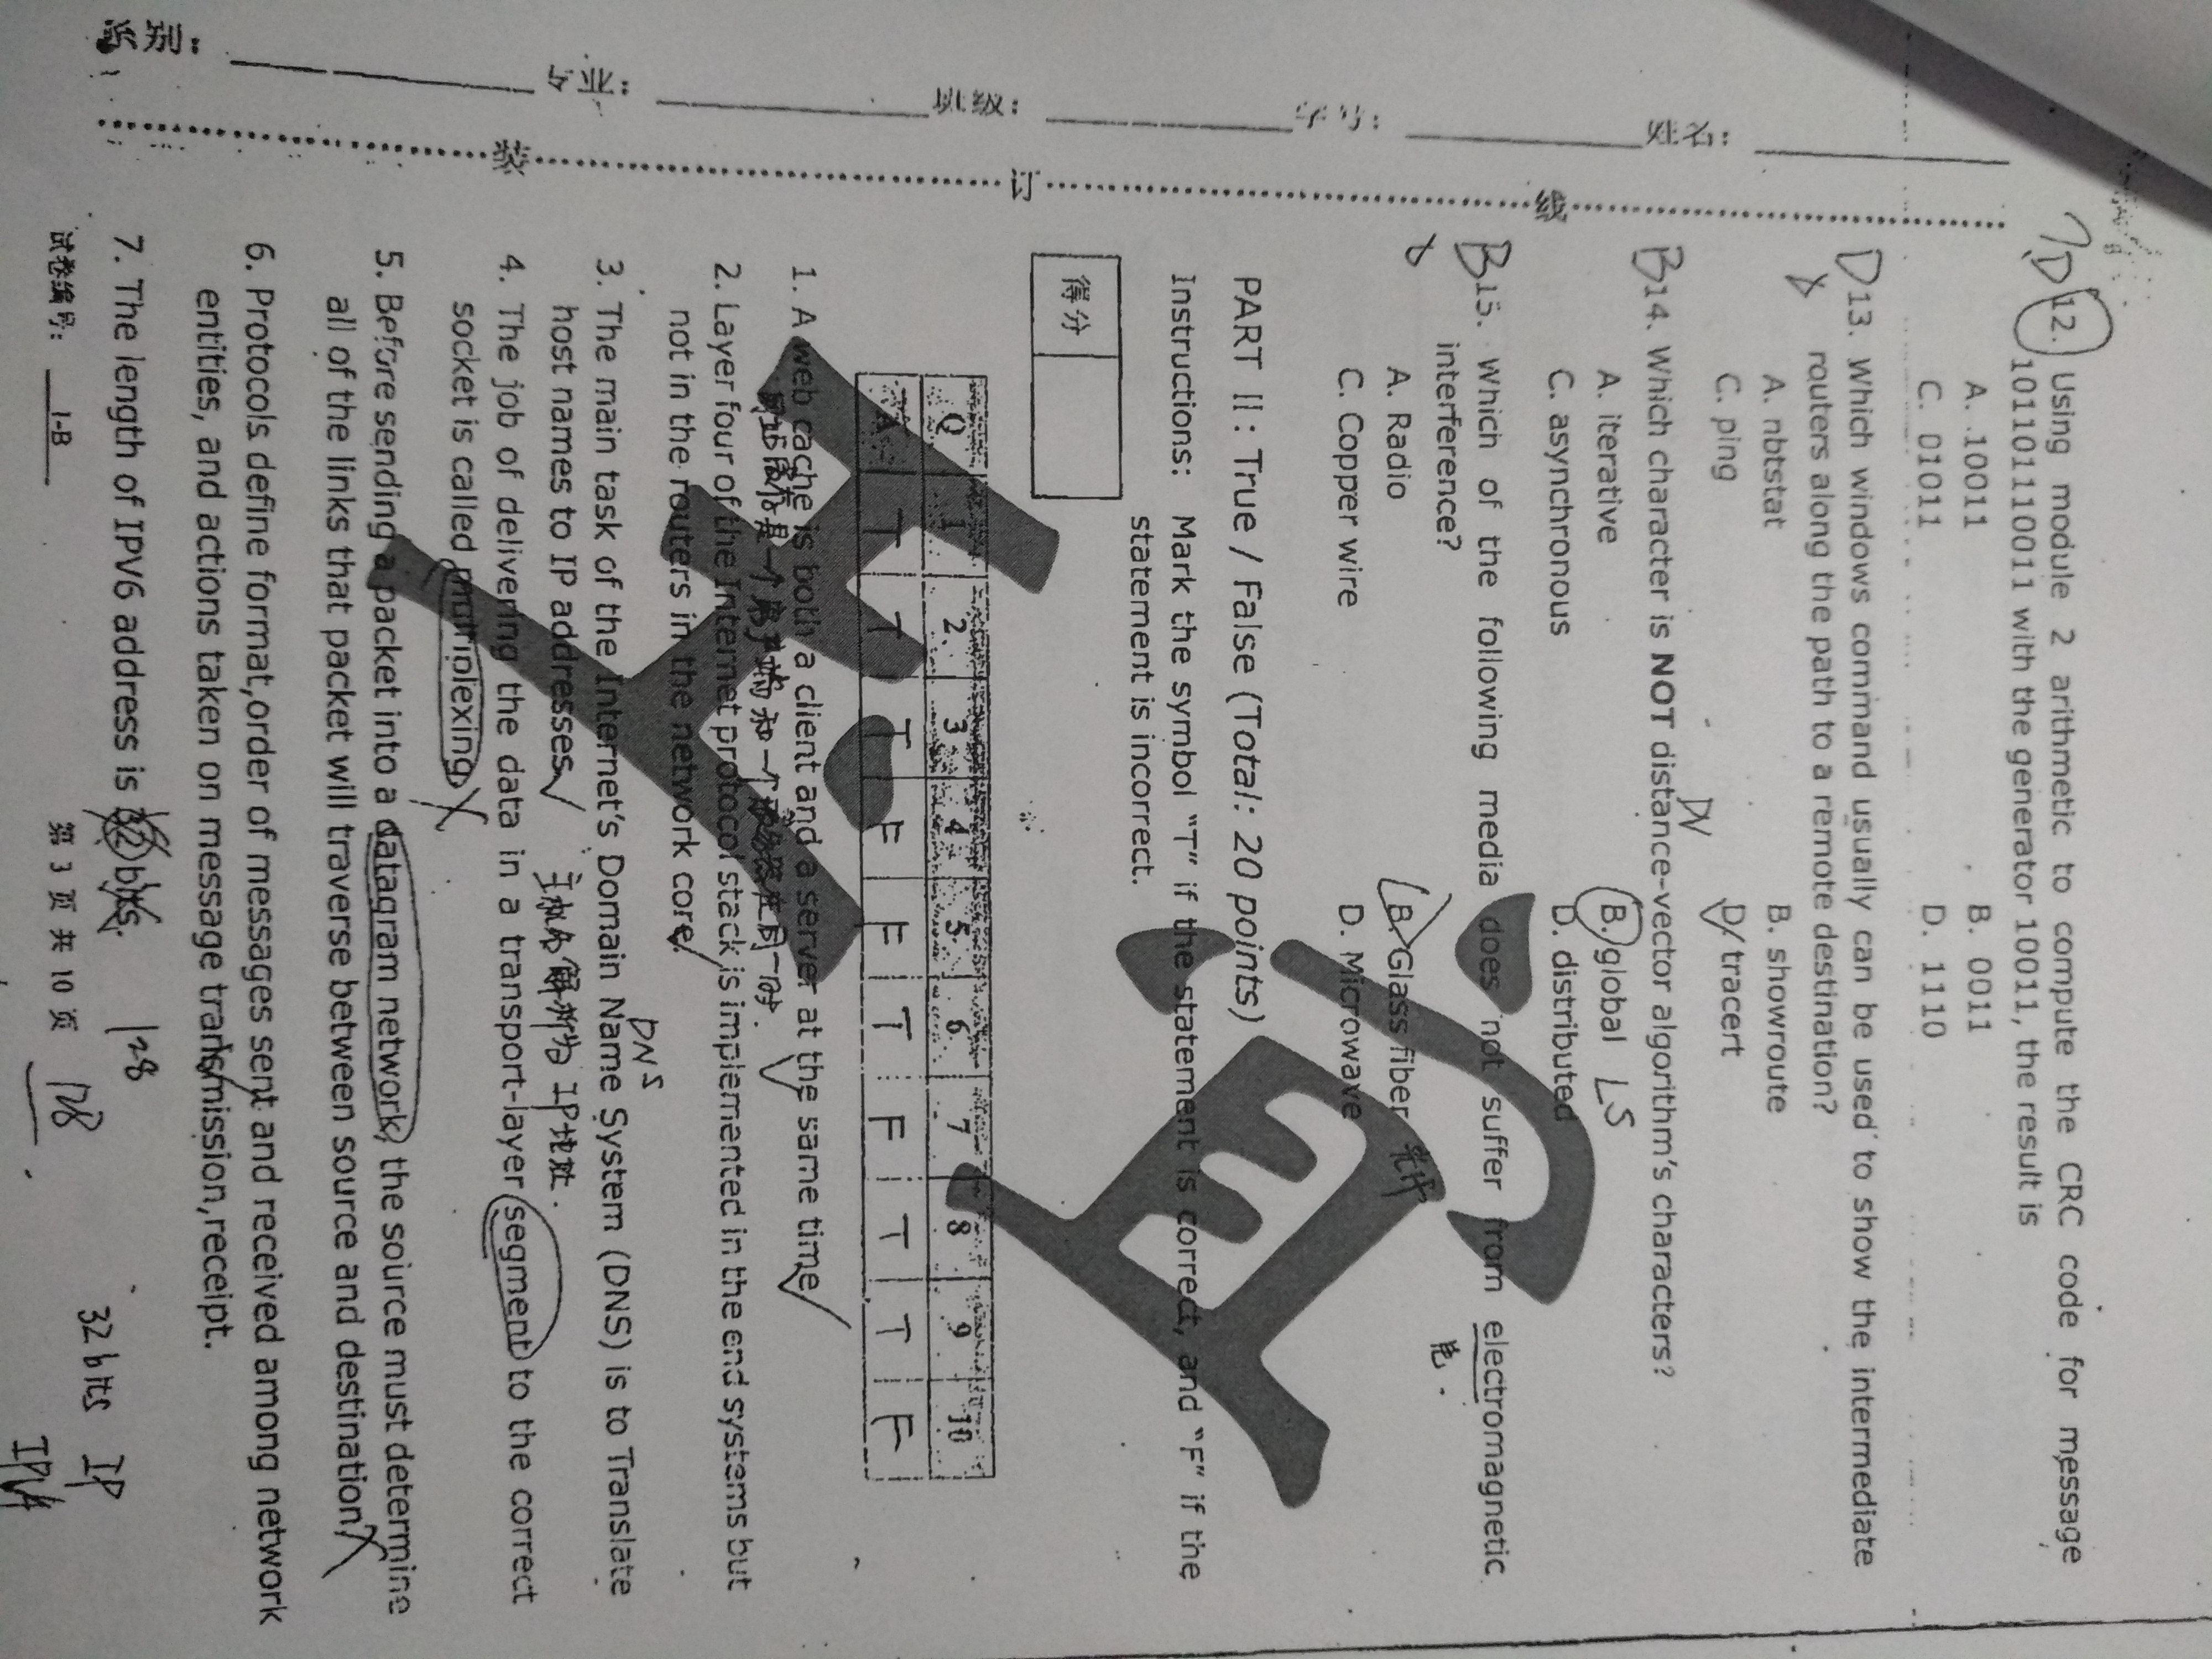 ?D 12. Using module 2 arithmetic to compute the CRC code for message
101101110011 with the generator 10011, the result is
A. 10011 B. 0011
C. 01011 D. 1110
D 13. Which windows command usually can be used to show the intermediate
routers along the path to a remote destination?
A. nbtstat B. showroute
C. ping D. tracert
DV
B 14. Which character is NOT distance-vector algorithm's characters?
A. iterative B. global LS
C. asynchronous D. distributed
B 15. Which of the following media does not suffer from electromagnetic
interference? 电.
A. Radio B. Glass fiber 光纤
C. Copper wire D. Microwave
PART II : True / False (Total: 20 points)
Instructions: Mark the symbol “T” if the statement is correct, and “F” if the
statement is incorrect.
得分
Q 1 2 3 4 5 6 7 8 9 10
A T T T F F T F T T F
1. A web cache is both a client and a server at the same time
网站缓存是一个客户端和一个服务器在同一时.
2. Layer four of the Internet protocol stack is implemented in the end systems but
not in the routers in the network core.
DNS
3. The main task of the Internet's Domain Name System (DNS) is to Translate
host names to IP addresses. 主机名解析为 IP地址.
4. The job of delivering the data in a transport-layer segment to the correct
socket is called multiplexing.
5. Before sending a packet into a datagram network, the source must determine
all of the links that packet will traverse between source and destination.
6. Protocols define format,order of messages sent and received among network
entities, and actions taken on message transmission,receipt.
7. The length of IPV6 address is 32 bits. 128
32 bits IP
试卷编号: I-B 第 3 页 共 10 页 128
IPV4
姓名:
学号:
班级:
专业:
系别:
线
订
装